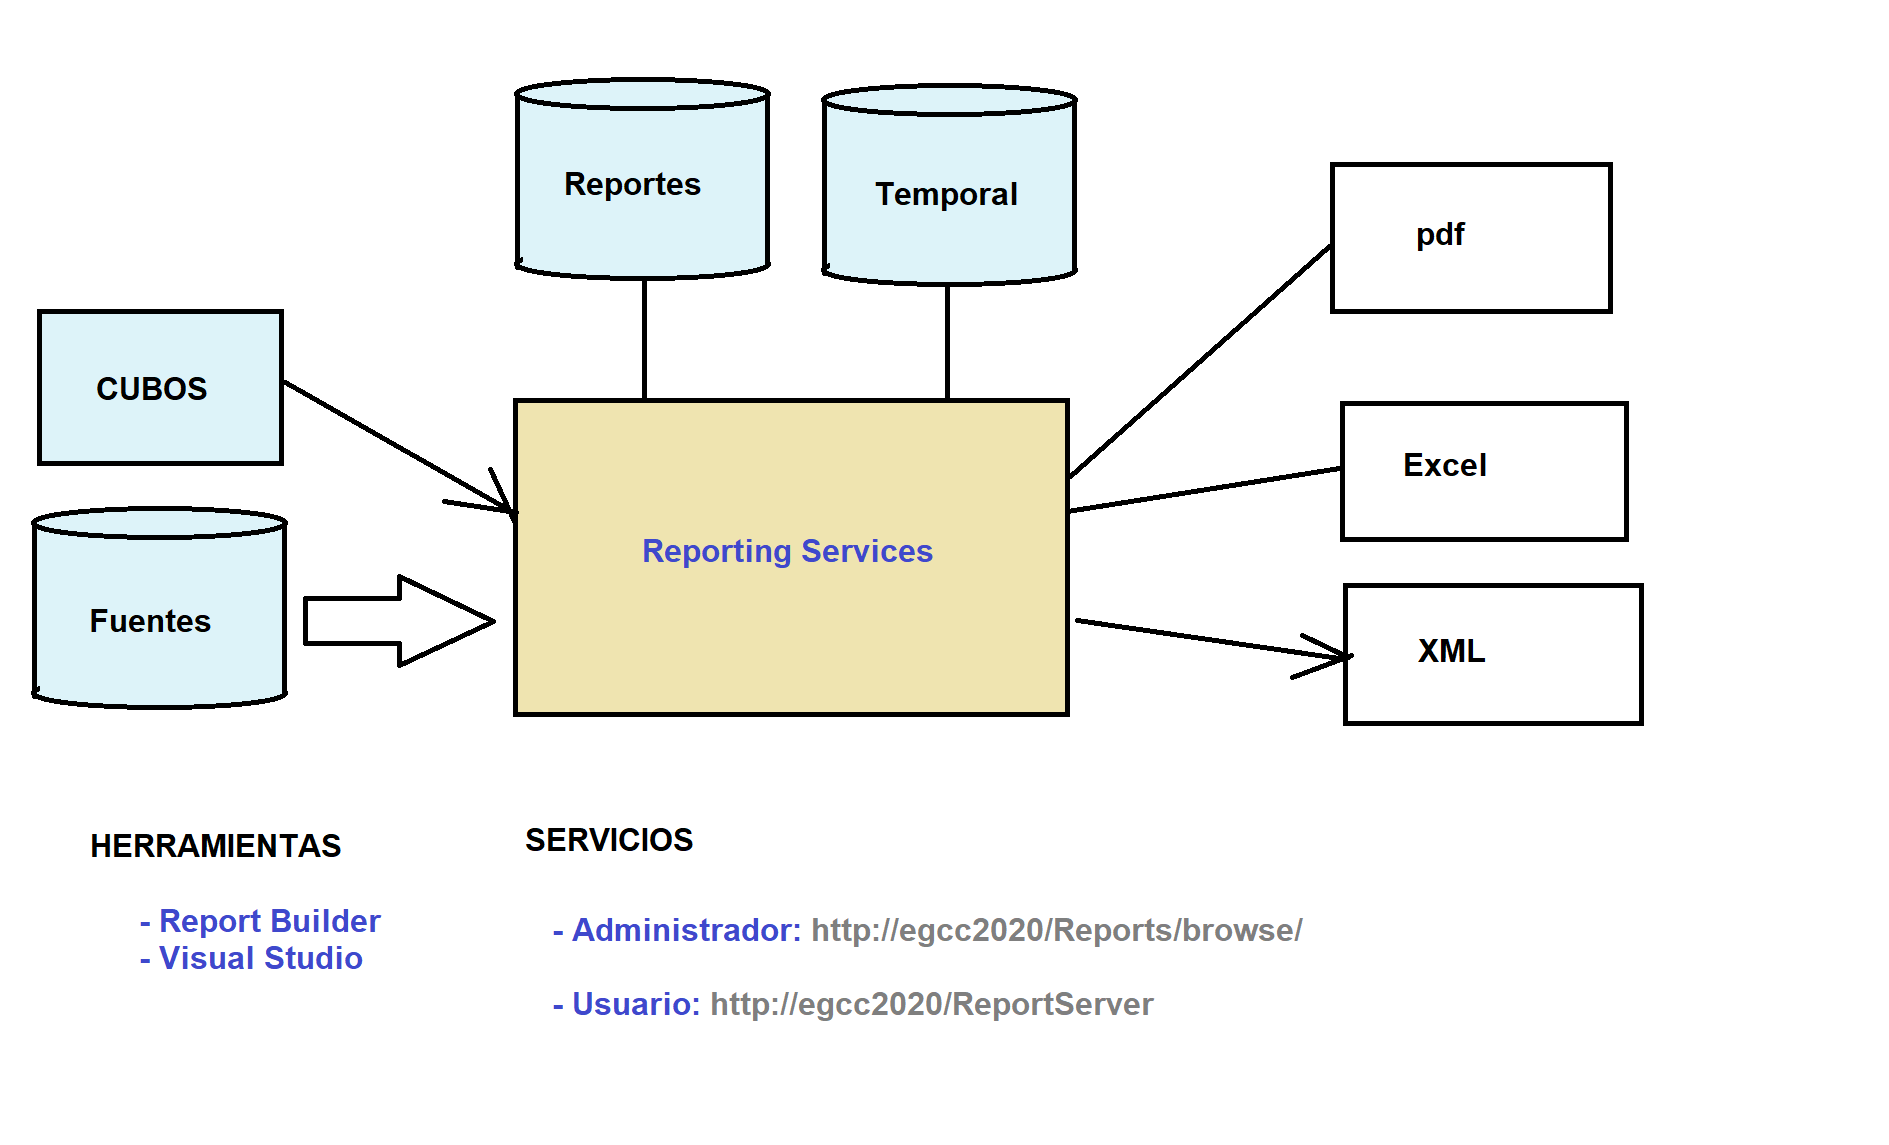 Reportes
Temporal
pdf
CUBOS
Excel
Reporting Services
Fuentes
XML
HERRAMIENTAS
- Report Builder
- Visual Studio
SERVICIOS
- Administrador: http://egcc2020/Reports/browse/
- Usuario: http://egcc2020/ReportServer